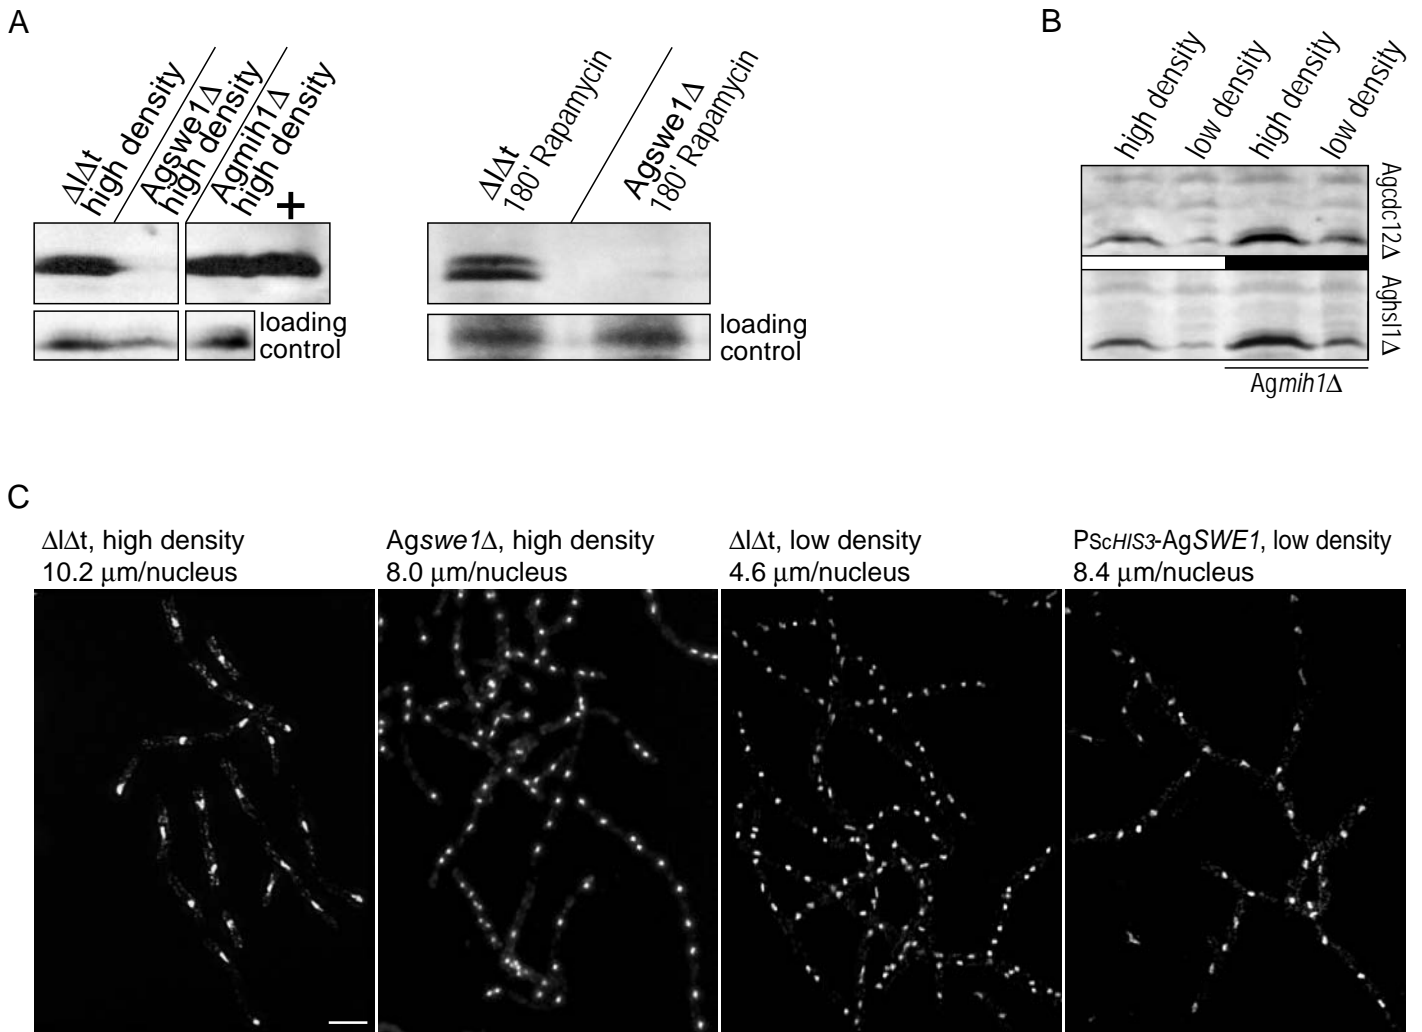 A
ΔlΔt
high density
Agswe1Δ
high density
Agmih1Δ
high density
+
ΔlΔt
180' Rapamycin
Agswe1Δ
180' Rapamycin
loading
control
loading
control
B
high density
low density
high density
low density
Agcdc12Δ
Aghsl1Δ
Agmih1Δ
C
ΔlΔt, high density
10.2 μm/nucleus
Agswe1Δ, high density
8.0 μm/nucleus
ΔlΔt, low density
4.6 μm/nucleus
PScHIS3-AgSWE1, low density
8.4 μm/nucleus